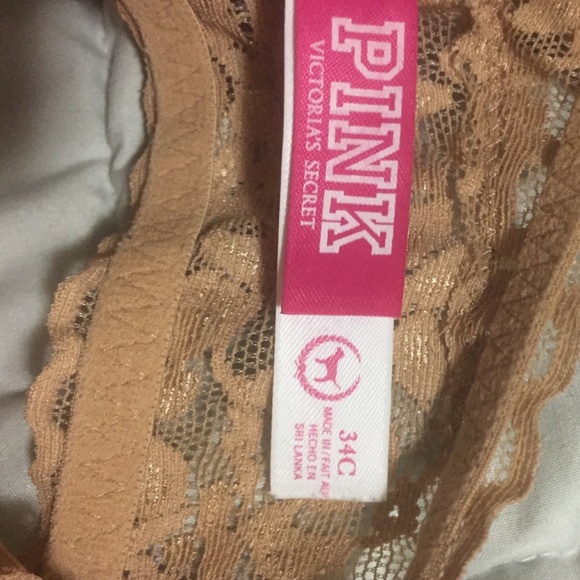 PINK
VICTORIA'S SECRET
34C
MADE IN / FAIT AU /
HECHO EN
SRI LANKA